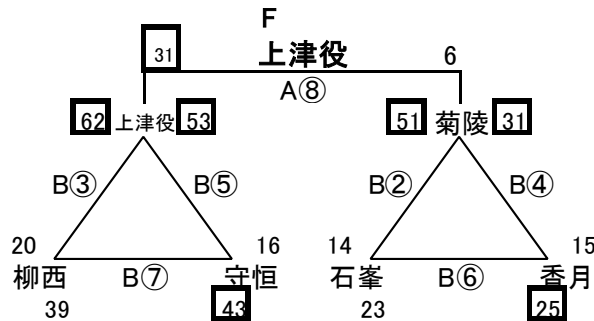 F
31 上津役 6
A⑧
62 上津役 53 51 菊陵 31
B③ B⑤ B② B④
20 16 14 15
柳西 B⑦ 守恒 石峯 B⑥ 香月
39 43 23 25